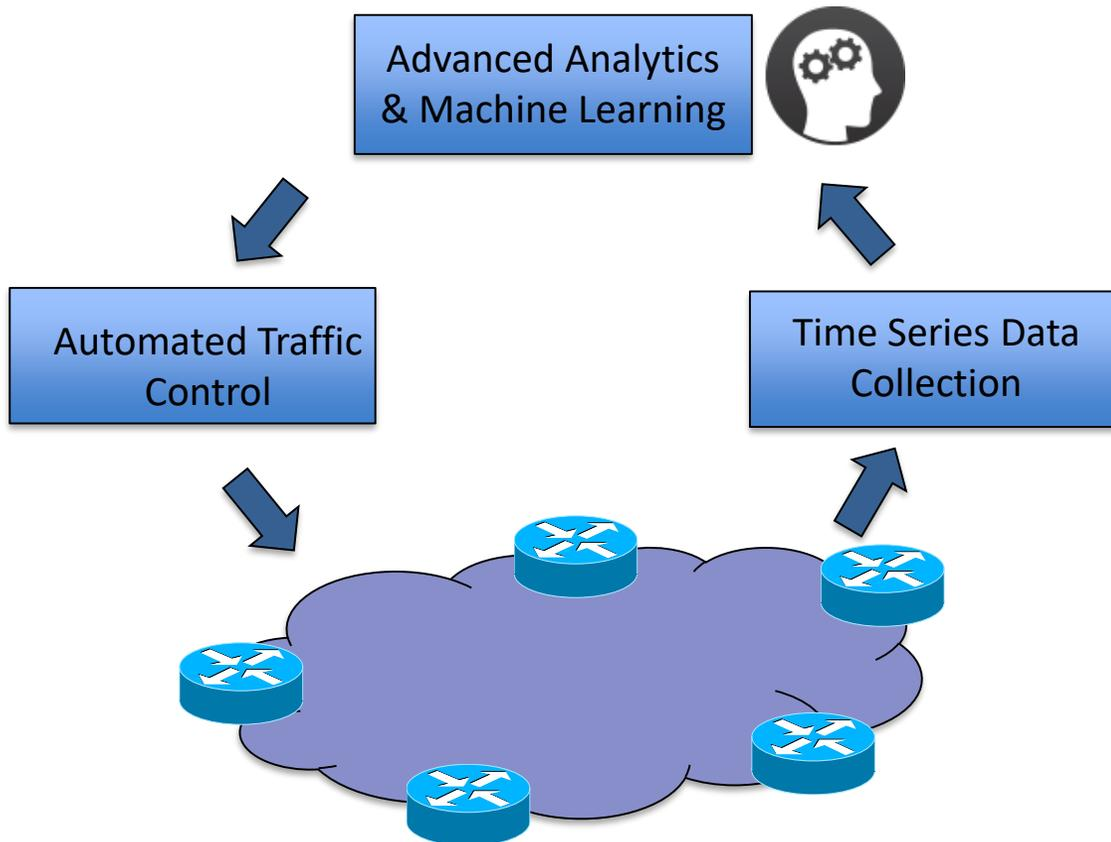 Advanced Analytics
& Machine Learning
Automated Traffic
Control
Time Series Data
Collection